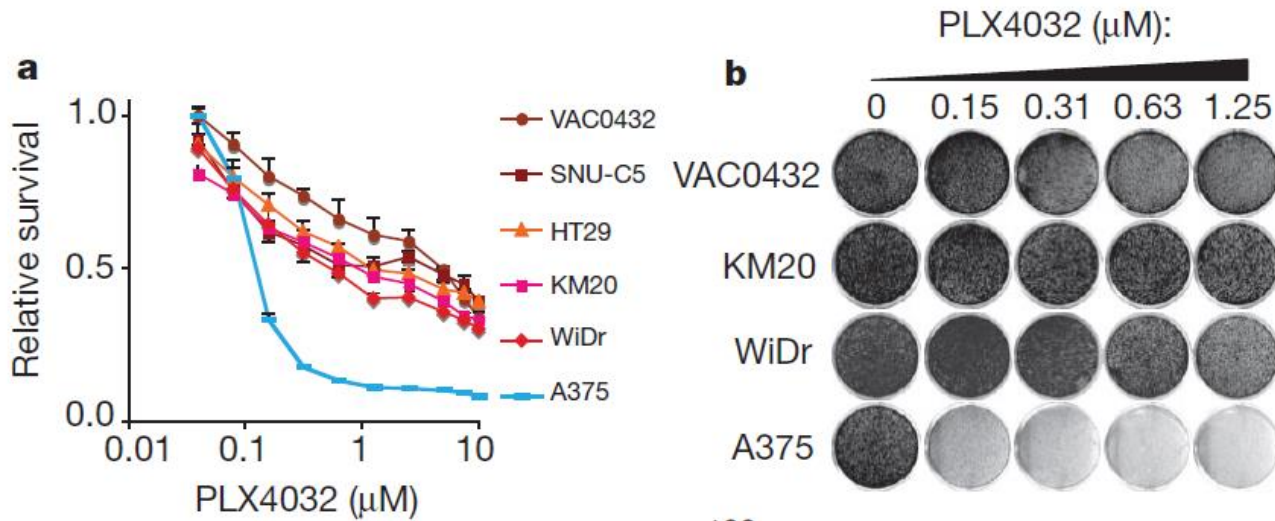 a
Relative survival
1.0
0.5
0.0
0.01 0.1 1 10
PLX4032 (μM)
VAC0432
SNU-C5
HT29
KM20
WiDr
A375
b
PLX4032 (μM):
0 0.15 0.31 0.63 1.25
VAC0432
KM20
WiDr
A375